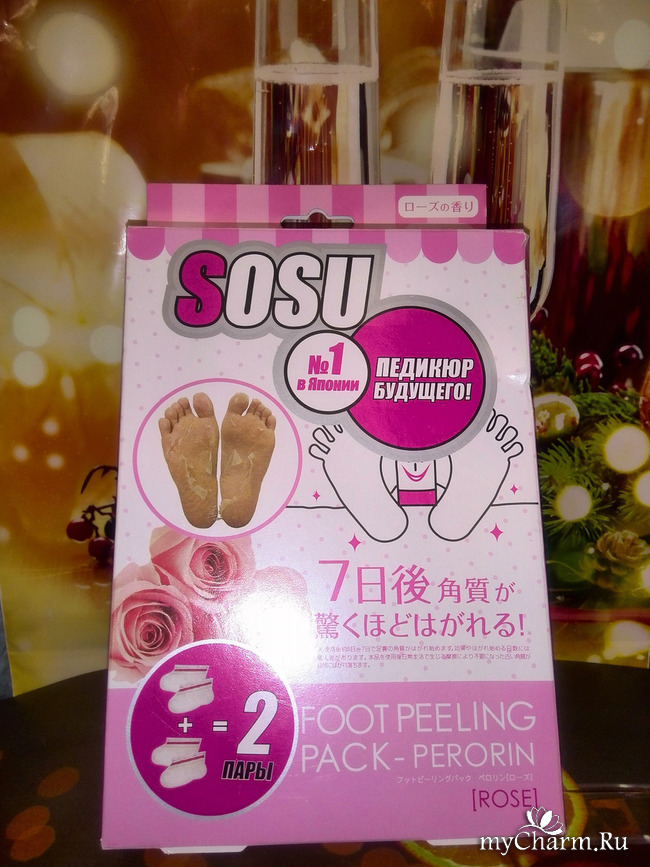 ローズの香り
SOSU
№1
в Японии
ПЕДИКЮР
БУДУЩЕГО!
7日後 角質が
驚くほどはがれる!
+ = 2
ПАРЫ
FOOT PEELING
PACK - PERORIN
フットピーリングパック ペロリン[ローズ]
[ROSE]
myCharm.Ru